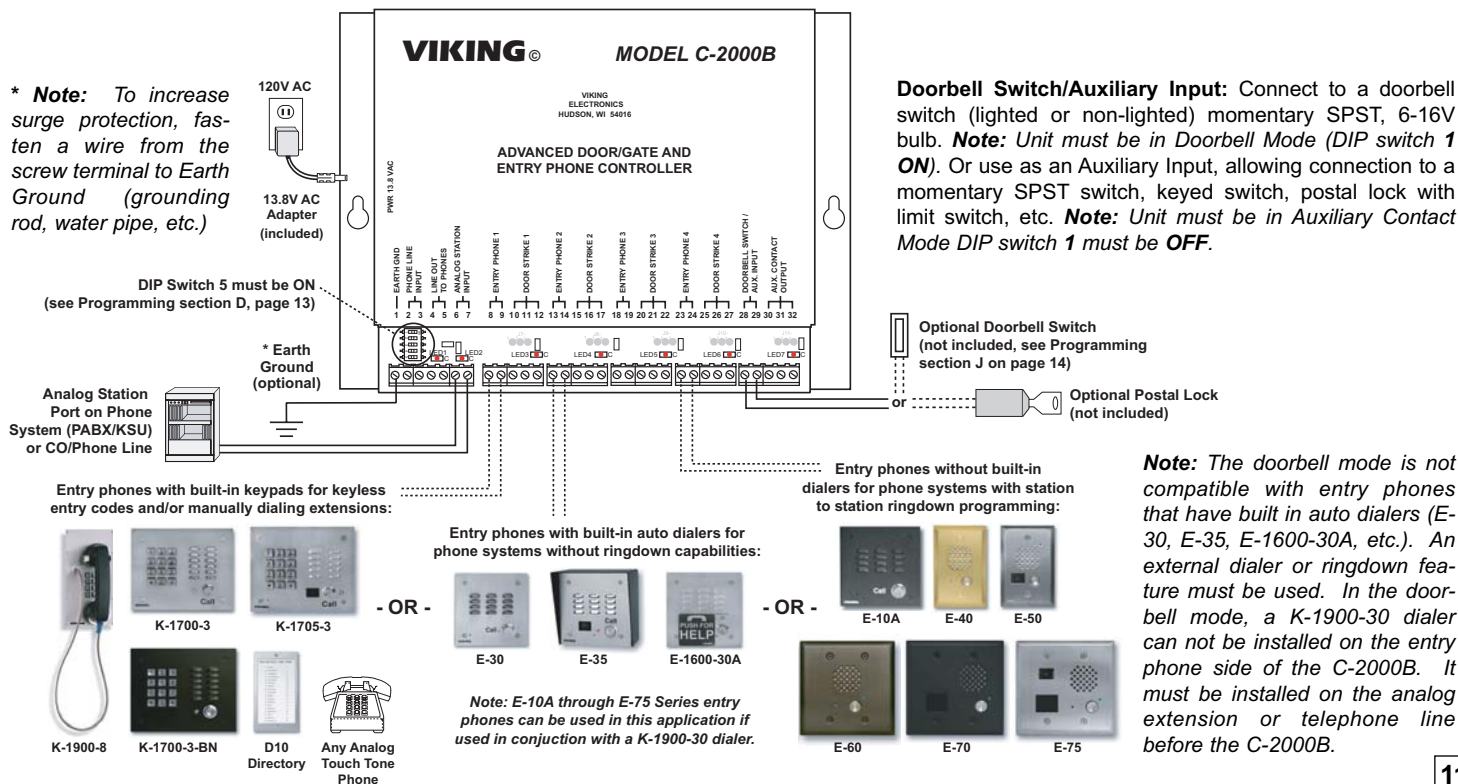 VIKING©
MODEL C-2000B
VIKING
ELECTRONICS
HUDSON, WI 54016
ADVANCED DOOR/GATE AND
ENTRY PHONE CONTROLLER
* Note: To increase
surge protection, fas-
ten a wire from the
screw terminal to Earth
Ground (grounding
rod, water pipe, etc.)
120V AC
13.8V AC
Adapter
(included)
PWR 13.8 VAC
Doorbell Switch/Auxiliary Input: Connect to a doorbell
switch (lighted or non-lighted) momentary SPST, 6-16V
bulb. Note: Unit must be in Doorbell Mode (DIP switch 1
ON). Or use as an Auxiliary Input, allowing connection to a
momentary SPST switch, keyed switch, postal lock with
limit switch, etc. Note: Unit must be in Auxiliary Contact
Mode DIP switch 1 must be OFF.
DIP Switch 5 must be ON
(see Programming section D, page 13)
EARTH GND
PHONE LINE
INPUT
LINE OUT
TO PHONES
ANALOG STATION
INPUT
ENTRY PHONE 1
DOOR STRIKE 1
ENTRY PHONE 2
DOOR STRIKE 2
ENTRY PHONE 3
DOOR STRIKE 3
ENTRY PHONE 4
DOOR STRIKE 4
DOORBELL SWITCH /
AUX. INPUT
AUX. CONTACT
OUTPUT
1 2 3 4 5 6 7 8 9 10 11 12 13 14 15 16 17 18 19 20 21 22 23 24 25 26 27 28 29 30 31 32
LED1 C LED2 C LED3 C LED4 C LED5 C LED6 C LED7 C
* Earth
Ground
(optional)
Analog Station
Port on Phone
System (PABX/KSU)
or CO/Phone Line
Optional Doorbell Switch
(not included, see Programming
section J on page 14)
or
Optional Postal Lock
(not included)
Entry phones with built-in keypads for keyless
entry codes and/or manually dialing extensions:
K-1700-3
K-1705-3
Call
K-1900-8
K-1700-3-BN
D10
Directory
Any Analog
Touch Tone
Phone
- OR -
Entry phones with built-in auto dialers for
phone systems without ringdown capabilities:
Call
PUSH FOR
HELP
E-30
E-35
E-1600-30A
Note: E-10A through E-75 Series entry
phones can be used in this application if
used in conjuction with a K-1900-30 dialer.
- OR -
Entry phones without built-in
dialers for phone systems with station
to station ringdown programming:
Call
E-10A
E-40
E-50
E-60
E-70
E-75
Note: The doorbell mode is not
compatible with entry phones
that have built in auto dialers (E-
30, E-35, E-1600-30A, etc.). An
external dialer or ringdown fea-
ture must be used. In the door-
bell mode, a K-1900-30 dialer
can not be installed on the entry
phone side of the C-2000B. It
must be installed on the analog
extension or telephone line
before the C-2000B.